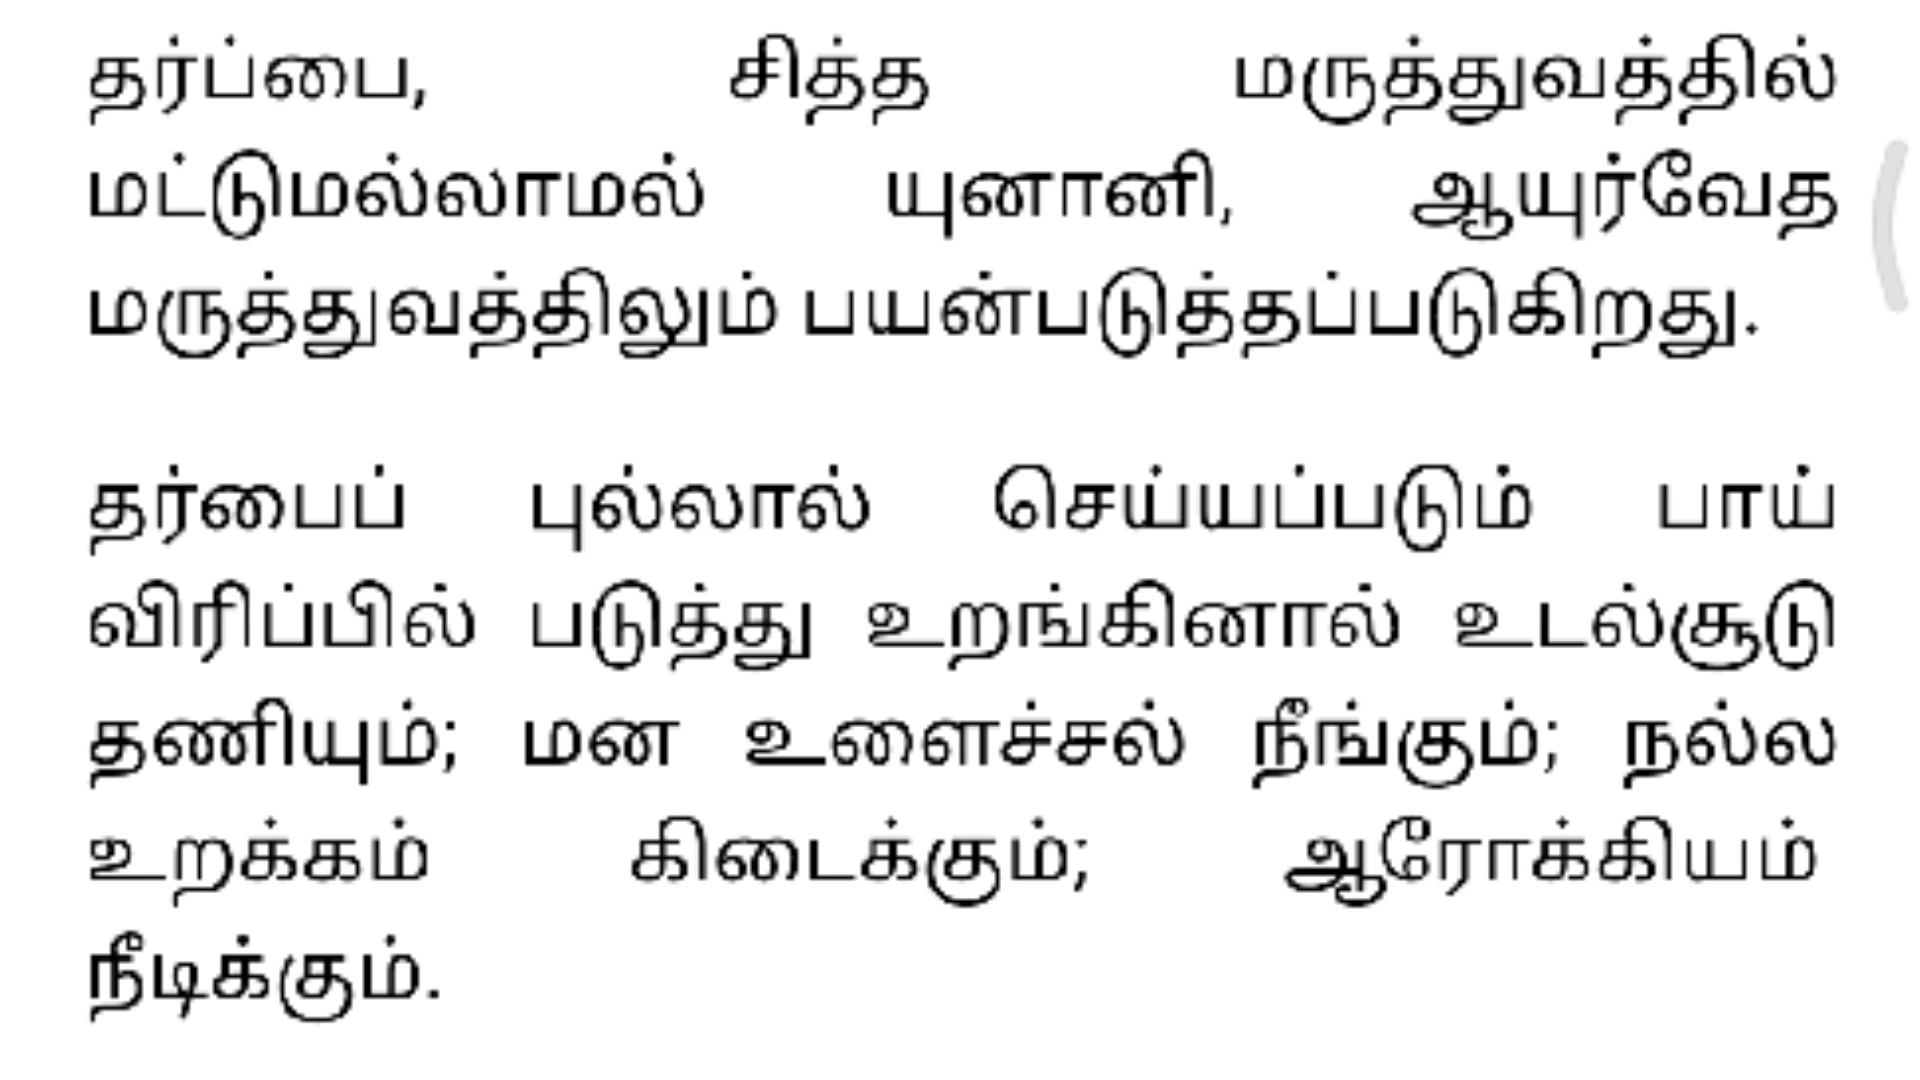 தர்ப்பை, சித்த மருத்துவத்தில்
மட்டுமல்லாமல் யுனானி, ஆயுர்வேத
மருத்துவத்திலும் பயன்படுத்தப்படுகிறது.
தர்பைப் புல்லால் செய்யப்படும் பாய்
விரிப்பில் படுத்து உறங்கினால் உடல்சூடு
தணியும்; மன உளைச்சல் நீங்கும்; நல்ல
உறக்கம் கிடைக்கும்; ஆரோக்கியம்
நீடிக்கும்.